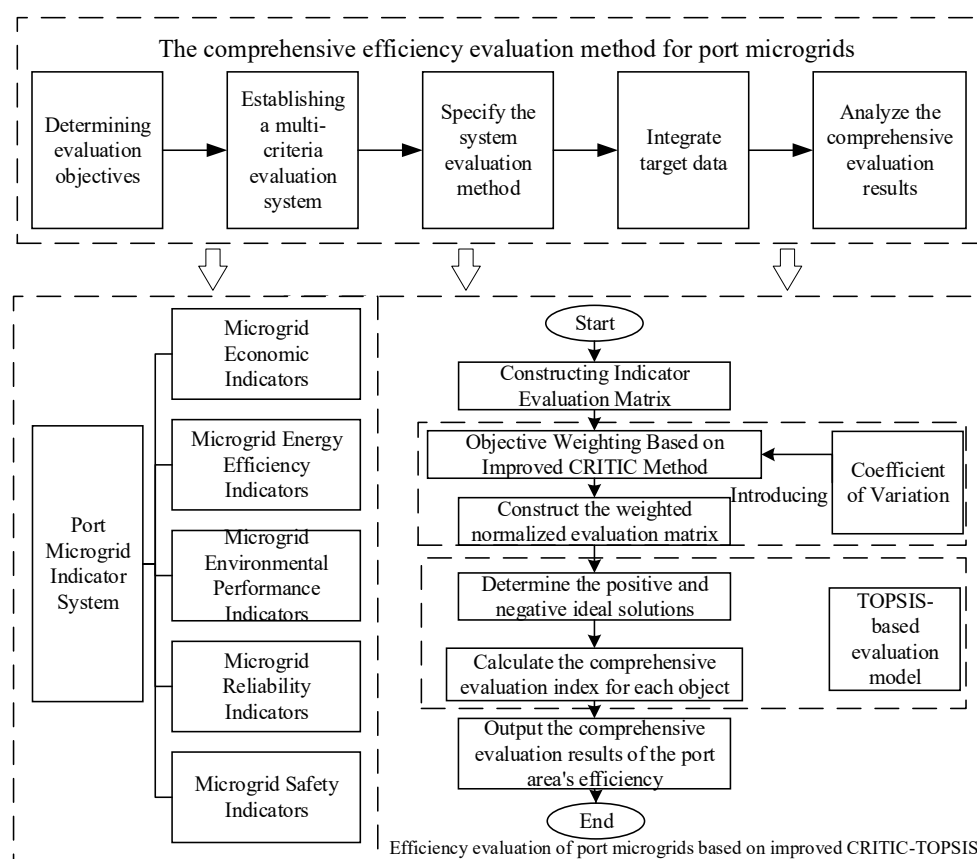 The comprehensive efficiency evaluation method for port microgrids
Determining
evaluation
objectives
Establishing
a multi-
criteria
evaluation
system
Specify the
system
evaluation
method
Integrate
target data
Analyze the
comprehensive
evaluation
results
Port
Microgrid
Indicator
System
Microgrid
Economic
Indicators
Microgrid Energy
Efficiency
Indicators
Microgrid
Environmental
Performance
Indicators
Microgrid
Reliability
Indicators
Microgrid Safety
Indicators
Start
Constructing Indicator
Evaluation Matrix
Objective Weighting Based on
Improved CRITIC Method
Introducing
Coefficient
of Variation
Construct the weighted
normalized evaluation matrix
Determine the positive and
negative ideal solutions
Calculate the comprehensive
evaluation index for each object
TOPSIS-
based
evaluation
model
Output the comprehensive
evaluation results of the port
area's efficiency
End
Efficiency evaluation of port microgrids based on improved CRITIC-TOPSIS